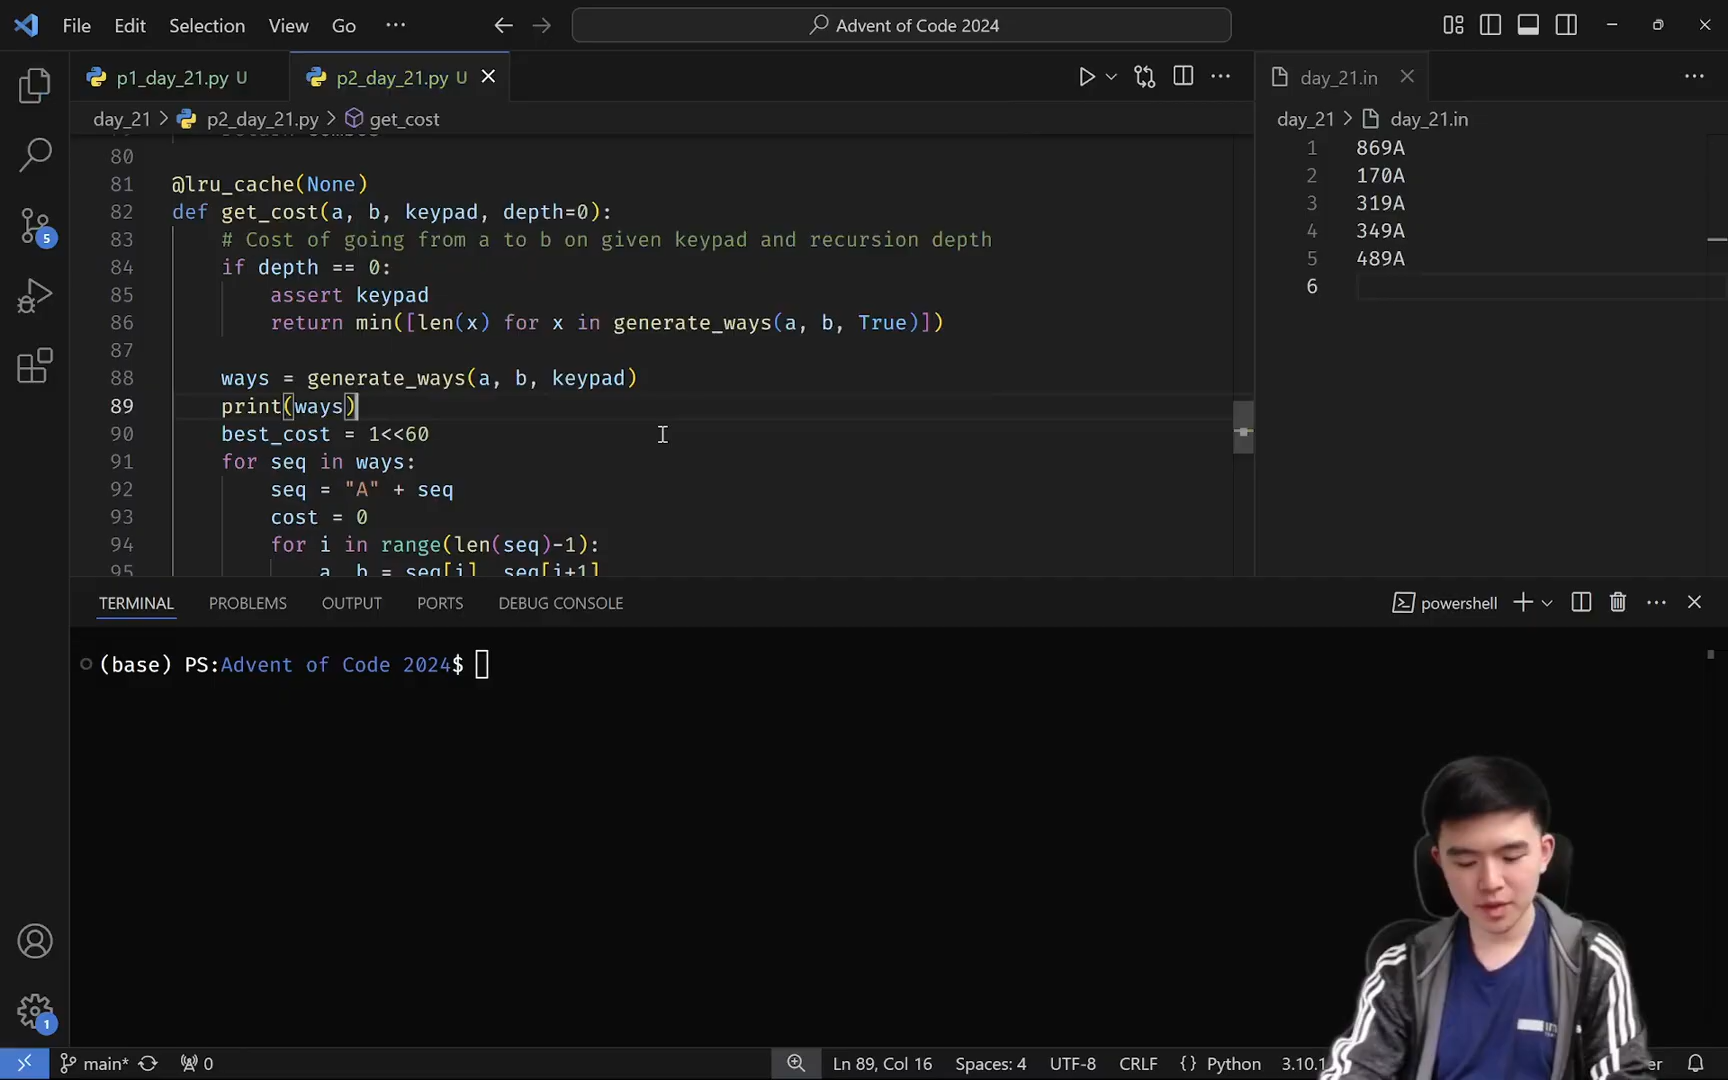 File Edit Selection View Go ··· Advent of Code 2024
p1_day_21.py U p2_day_21.py U
day_21 > p2_day_21.py > get_cost
80
81 @lru_cache(None)
82 def get_cost(a, b, keypad, depth=0):
83 # Cost of going from a to b on given keypad and recursion depth
84 if depth == 0:
85 assert keypad
86 return min([len(x) for x in generate_ways(a, b, True)])
87
88 ways = generate_ways(a, b, keypad)
89 print(ways)
90 best_cost = 1<<60
91 for seq in ways:
92 seq = "A" + seq
93 cost = 0
94 for i in range(len(seq)-1):
95 a, b = seq[i], seq[i+1]
day_21.in
day_21 > day_21.in
1 869A
2 170A
3 319A
4 349A
5 489A
6
5
1
TERMINAL PROBLEMS OUTPUT PORTS DEBUG CONSOLE powershell
(base) PS:Advent of Code 2024$
main* 0 Ln 89, Col 16 Spaces: 4 UTF-8 CRLF {} Python 3.10.1